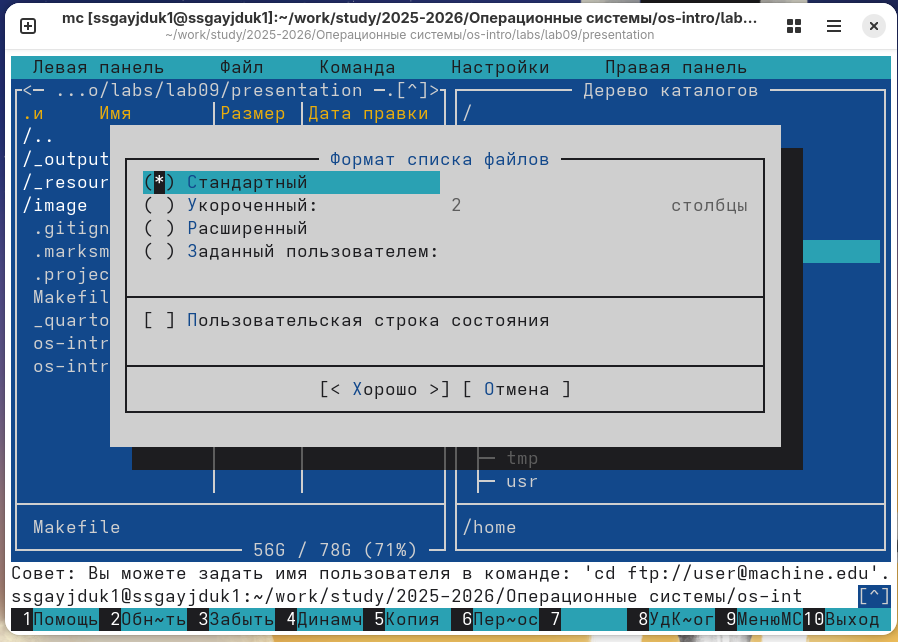 mc [ssgayjduk1@ssgayjduk1]:~/work/study/2025-2026/Операционные системы/os-intro/lab…
~/work/study/2025-2026/Операционные системы/os-intro/labs/lab09/presentation
Левая панель Файл Команда Настройки Правая панель
<─ ...o/labs/lab09/presentation ─.[^]> Дерево каталогов
.и Имя Размер Дата правки /
/..
/_output
/_resour
/image
.gitign
.marksm
.projec
Makefil
_quarto
os-intr
os-intr
Формат списка файлов
(*) Стандартный
( ) Укороченный: 2 столбцы
( ) Расширенный
( ) Заданный пользователем:
[ ] Пользовательская строка состояния
[< Хорошо >] [ Отмена ]
tmp
usr
Makefile /home
56G / 78G (71%)
Совет: Вы можете задать имя пользователя в команде: 'cd ftp://user@machine.edu'.
ssgayjduk1@ssgayjduk1:~/work/study/2025-2026/Операционные системы/os-int [^]
1Помощь 2Обн~ть 3Забыть 4Динамч 5Копия 6Пер~ос 7 8УдК~ог 9МенюMC 10Выход